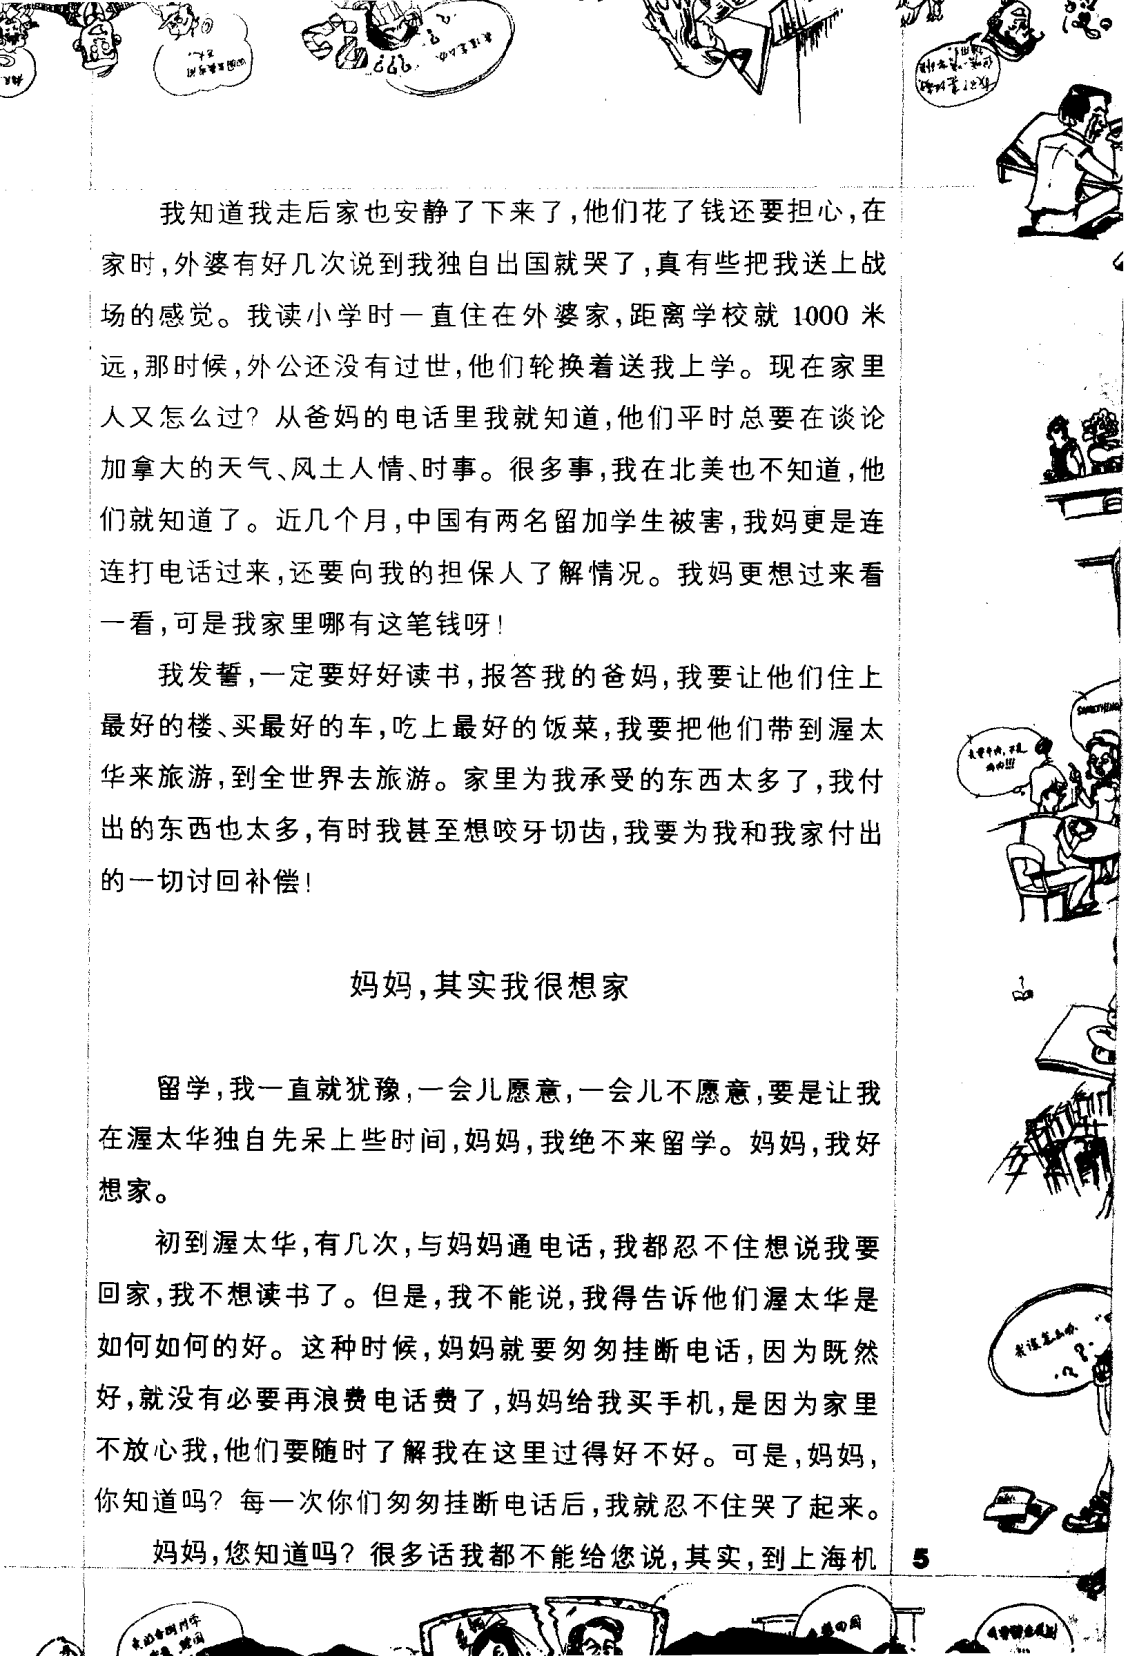 我知道我走后家也安静了下来了,他们花了钱还要担心,在
家时,外婆有好几次说到我独自出国就哭了,真有些把我送上战
场的感觉。我读小学时一直住在外婆家,距离学校就 1000 米
远,那时候,外公还没有过世,他们轮换着送我上学。现在家里
人又怎么过? 从爸妈的电话里我就知道,他们平时总要在谈论
加拿大的天气、风土人情、时事。很多事,我在北美也不知道,他
们就知道了。近几个月,中国有两名留加学生被害,我妈更是连
连打电话过来,还要向我的担保人了解情况。我妈更想过来看
一看,可是我家里哪有这笔钱呀!
我发誓,一定要好好读书,报答我的爸妈,我要让他们住上
最好的楼、买最好的车,吃上最好的饭菜,我要把他们带到渥太
华来旅游,到全世界去旅游。家里为我承受的东西太多了,我付
出的东西也太多,有时我甚至想咬牙切齿,我要为我和我家付出
的一切讨回补偿!
妈妈,其实我很想家
留学,我一直就犹豫,一会儿愿意,一会儿不愿意,要是让我
在渥太华独自先呆上些时间,妈妈,我绝不来留学。妈妈,我好
想家。
初到渥太华,有几次,与妈妈通电话,我都忍不住想说我要
回家,我不想读书了。但是,我不能说,我得告诉他们渥太华是
如何如何的好。这种时候,妈妈就要匆匆挂断电话,因为既然
好,就没有必要再浪费电话费了,妈妈给我买手机,是因为家里
不放心我,他们要随时了解我在这里过得好不好。可是,妈妈,
你知道吗? 每一次你们匆匆挂断电话后,我就忍不住哭了起来。
妈妈,您知道吗? 很多话我都不能给您说,其实,到上海机
5
我该怎么办
SOMETHING
我该怎么办